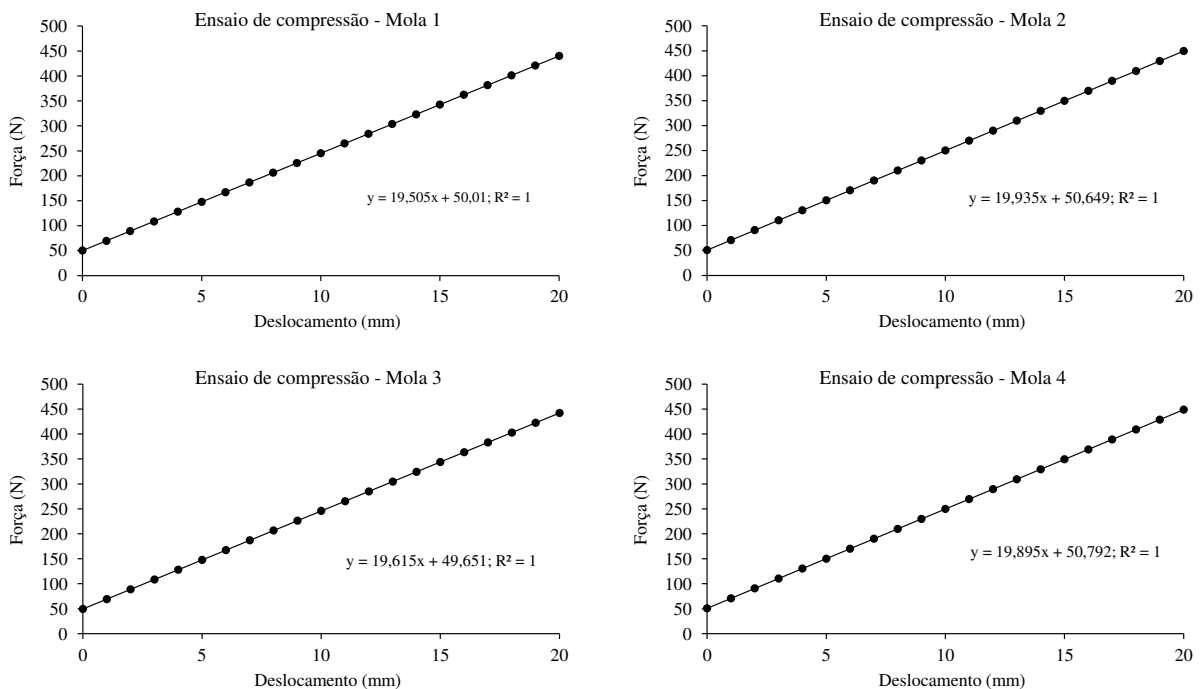 Ensaio de compressão - Mola 1
500
450
400
350
300
250
200
150
100
50
0
Força (N)
y = 19,505x + 50,01; R² = 1
0 5 10 15 20
Deslocamento (mm)
Ensaio de compressão - Mola 2
500
450
400
350
300
250
200
150
100
50
0
Força (N)
y = 19,935x + 50,649; R² = 1
0 5 10 15 20
Deslocamento (mm)
Ensaio de compressão - Mola 3
500
450
400
350
300
250
200
150
100
50
0
Força (N)
y = 19,615x + 49,651; R² = 1
0 5 10 15 20
Deslocamento (mm)
Ensaio de compressão - Mola 4
500
450
400
350
300
250
200
150
100
50
0
Força (N)
y = 19,895x + 50,792; R² = 1
0 5 10 15 20
Deslocamento (mm)